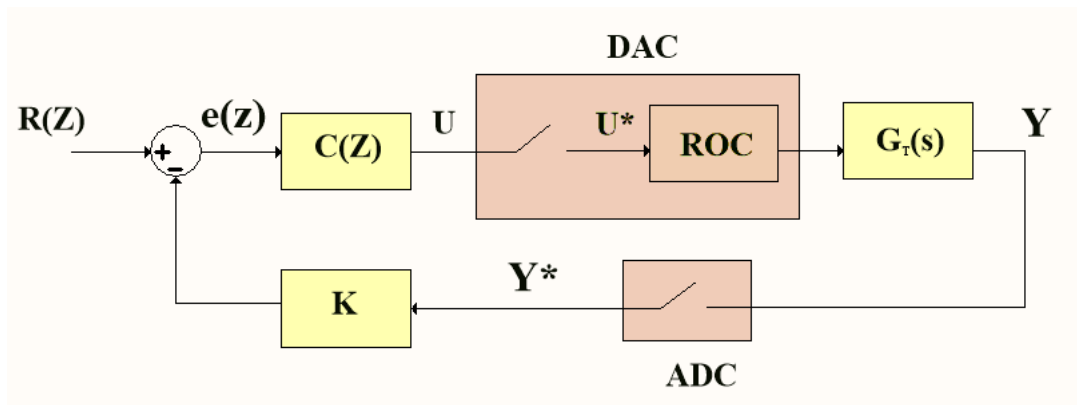 DAC
R(Z)
e(z)
C(Z)
U
U*
ROC
G_T(s)
Y
+
-
K
Y*
ADC